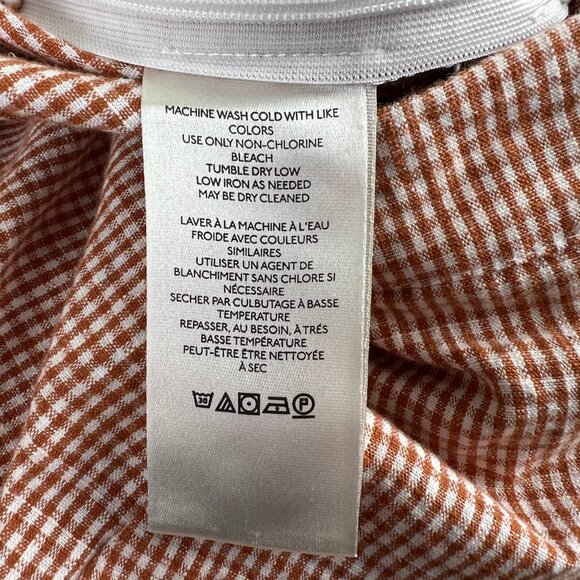 MACHINE WASH COLD WITH LIKE
COLORS
USE ONLY NON-CHLORINE
BLEACH
TUMBLE DRY LOW
LOW IRON AS NEEDED
MAY BE DRY CLEANED
LAVER À LA MACHINE À L'EAU
FROIDE AVEC COULEURS
SIMILAIRES
UTILISER UN AGENT DE
BLANCHIMENT SANS CHLORE SI
NÉCESSAIRE
SECHER PAR CULBUTAGE À BASSE
TEMPERATURE
REPASSER, AU BESOIN, À TRÉS
BASSE TEMPÉRATURE
PEUT-ÊTRE ÊTRE NETTOYÉE
À SEC
30 P